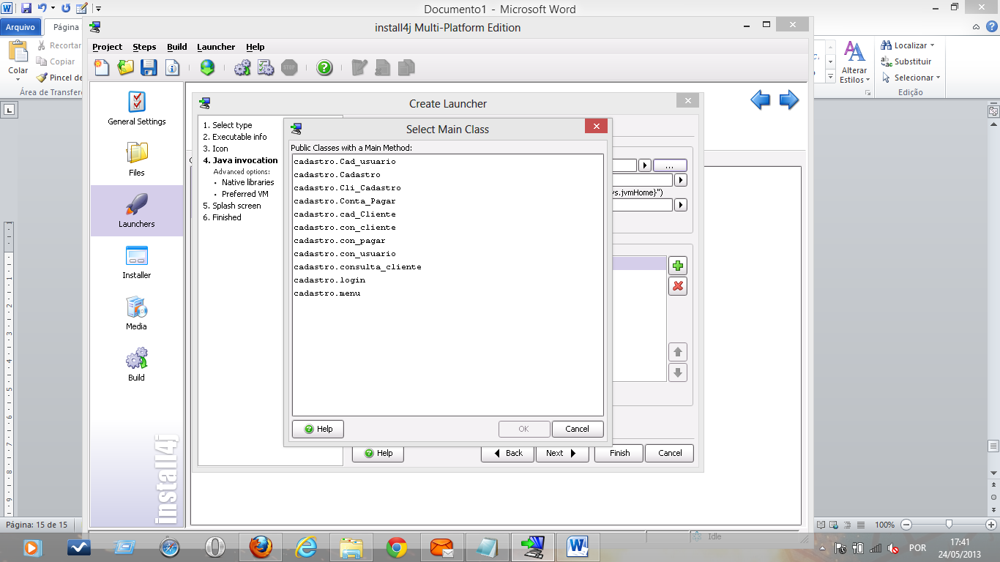 Documento1 - Microsoft Word
Arquivo
Página
install4j Multi-Platform Edition
Project Steps Build Launcher Help
Recortar
Copiar
Pincel de
Colar
Área de Transfere
STOP
Localizar
Substituir
Selecionar
Alterar
Estilos
Edição
General Settings
Files
Launchers
Installer
Media
Build
install4j
Create Launcher
1. Select type
2. Executable info
3. Icon
4. Java invocation
Advanced options:
• Native libraries
• Preferred VM
5. Splash screen
6. Finished
...
s.jvmHome}")
Select Main Class
Public Classes with a Main Method:
cadastro.Cad_usuario
cadastro.Cadastro
cadastro.Cli_Cadastro
cadastro.Conta_Pagar
cadastro.cad_Cliente
cadastro.con_cliente
cadastro.con_pagar
cadastro.con_usuario
cadastro.consulta_cliente
cadastro.login
cadastro.menu
Help OK Cancel
Help Back Next Finish Cancel
Idle
Página: 15 de 15
100%
POR
17:41
24/05/2013